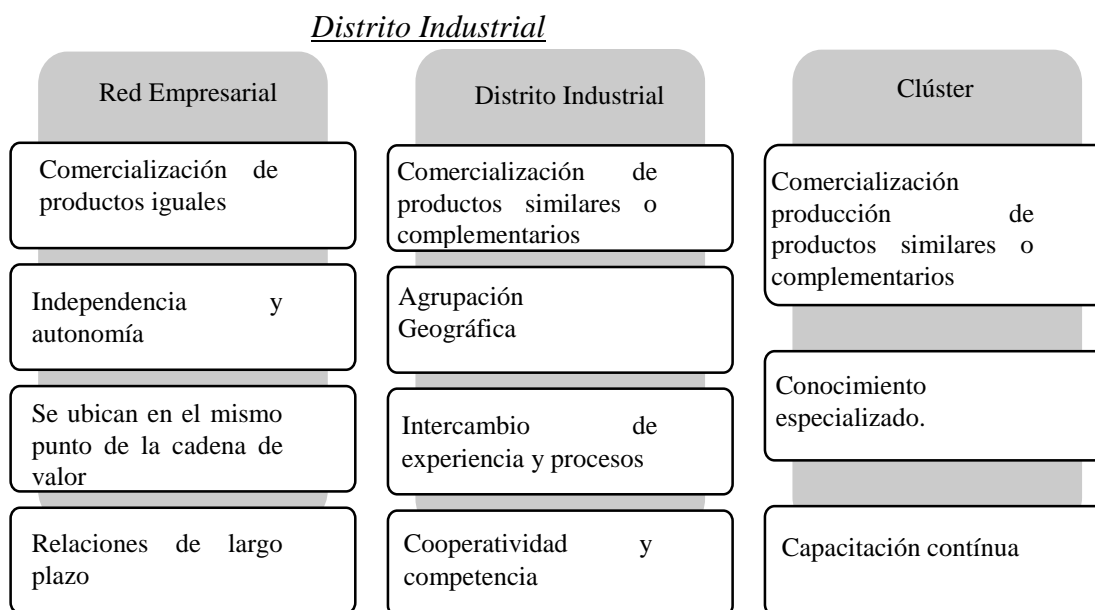 Distrito Industrial
Red Empresarial
Comercialización de
productos iguales
Independencia y
autonomía
Se ubican en el mismo
punto de la cadena de
valor
Relaciones de largo
plazo
Distrito Industrial
Comercialización de
productos similares o
complementarios
Agrupación
Geográfica
Intercambio de
experiencia y procesos
Cooperatividad y
competencia
Clúster
Comercialización
producción de
productos similares o
complementarios
Conocimiento
especializado.
Capacitación contínua